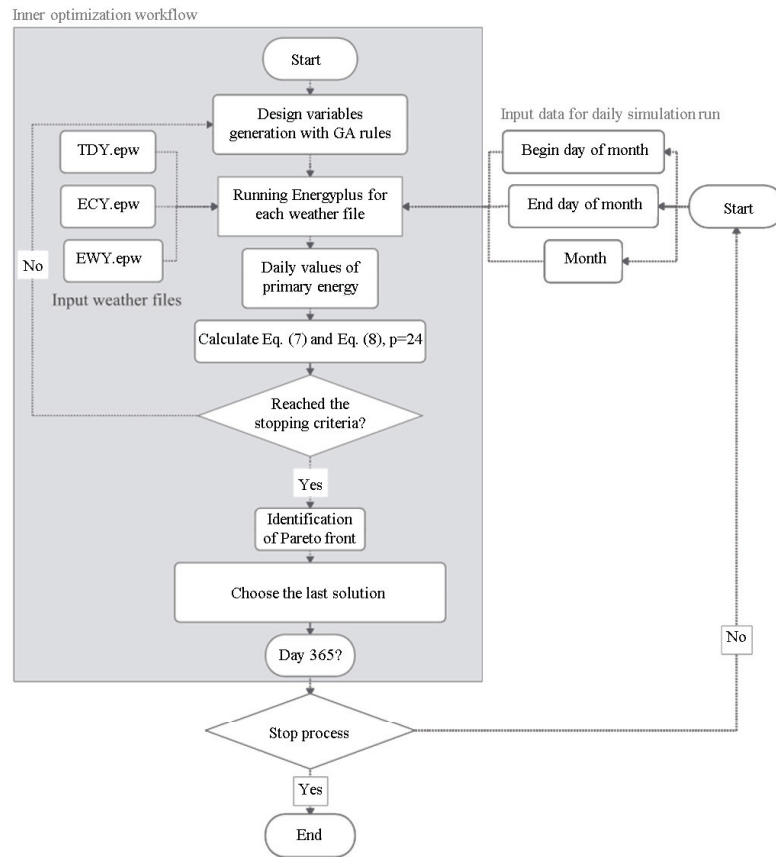 Inner optimization workflow
Start
Design variables
generation with GA rules
Input data for daily simulation run
TDY.epw
Begin day of month
ECY.epw
Running Energyplus for
each weather file
End day of month
Start
EWY.epw
Month
No
Input weather files
Daily values of
primary energy
Calculate Eq. (7) and Eq. (8), p=24
Reached the
stopping criteria?
Yes
Identification
of Pareto front
Choose the last solution
Day 365?
No
Stop process
Yes
End